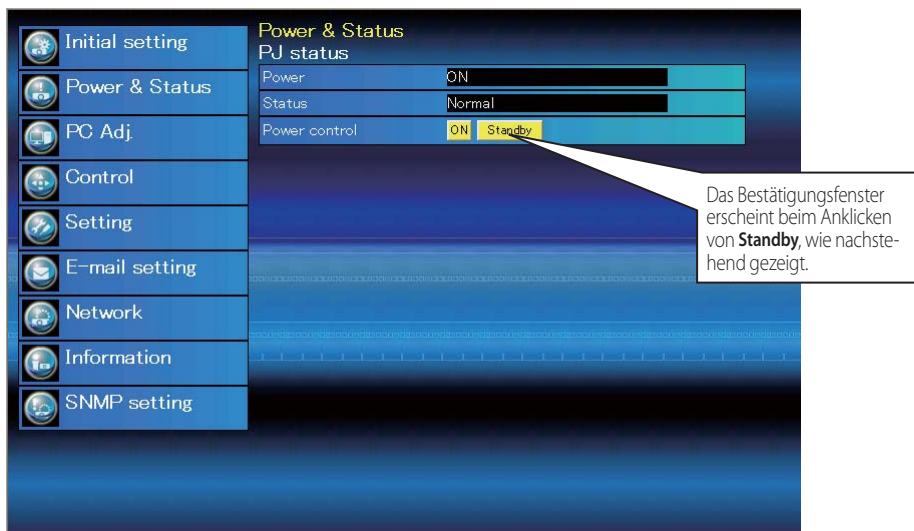 Initial setting
Power & Status
PC Adj.
Control
Setting
E-mail setting
Network
Information
SNMP setting
Power & Status
PJ status
Power ON
Status Normal
Power control ON Standby
Das Bestätigungsfenster
erscheint beim Anklicken
von Standby, wie nachste-
hend gezeigt.